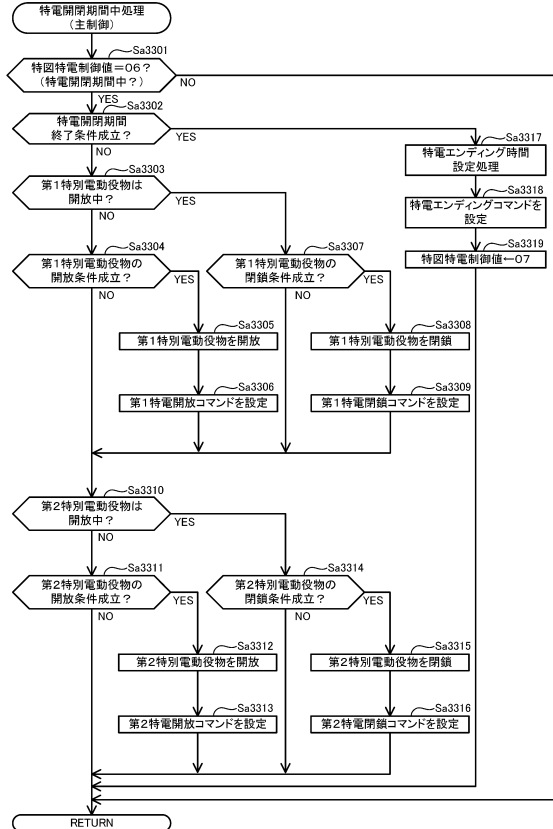 特電開閉期間中処理
(主制御)
Sa3301
特図特電制御値=06?
(特電開閉期間中?)
NO
YES
Sa3302
特電開閉期間
終了条件成立?
YES
NO
Sa3317
特電エンディング時間
設定処理
Sa3318
特電エンディングコマンドを
設定
Sa3319
特図特電制御値←07
Sa3303
第1特別電動役物は
開放中?
YES
NO
Sa3304
第1特別電動役物の
開放条件成立?
YES
NO
Sa3307
第1特別電動役物の
閉鎖条件成立?
YES
NO
Sa3305
第1特別電動役物を開放
Sa3308
第1特別電動役物を閉鎖
Sa3306
第1特電開放コマンドを設定
Sa3309
第1特電閉鎖コマンドを設定
Sa3310
第2特別電動役物は
開放中?
YES
NO
Sa3311
第2特別電動役物の
開放条件成立?
YES
NO
Sa3314
第2特別電動役物の
閉鎖条件成立?
YES
NO
Sa3312
第2特別電動役物を開放
Sa3315
第2特別電動役物を閉鎖
Sa3313
第2特電開放コマンドを設定
Sa3316
第2特電閉鎖コマンドを設定
RETURN